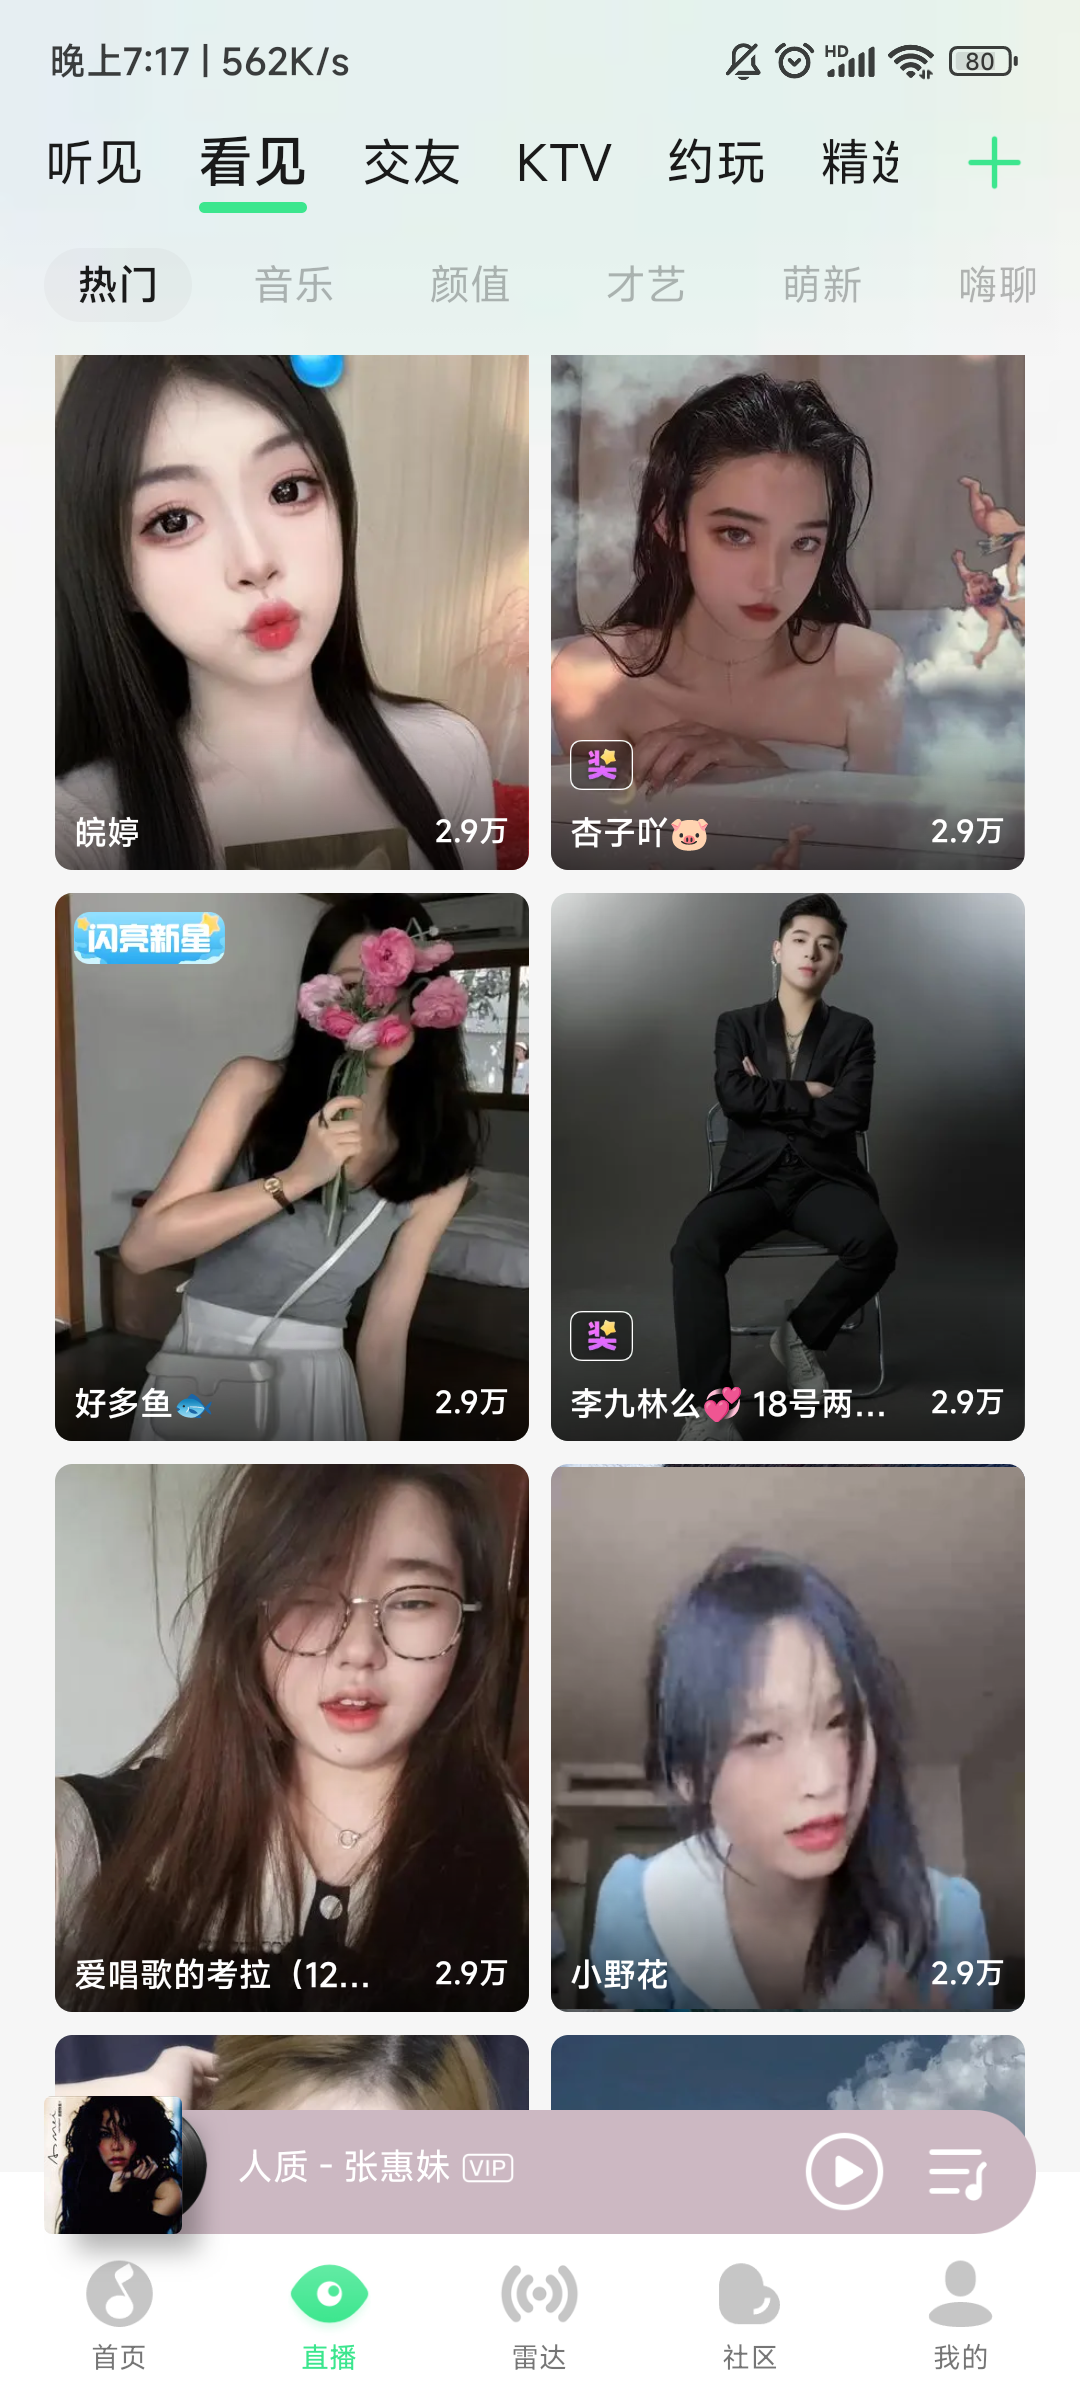 晚上7:17 | 562K/s
HD
80
听见 看见 交友 KTV 约玩 精选
热门 音乐 颜值 才艺 萌新 嗨聊
奖
皖婷 2.9万
杏子吖🐷 2.9万
闪亮新星
奖
好多鱼🐟 2.9万
李九林么💞 18号两... 2.9万
爱唱歌的考拉（12... 2.9万
小野花 2.9万
人质 - 张惠妹 VIP
首页 直播 雷达 社区 我的